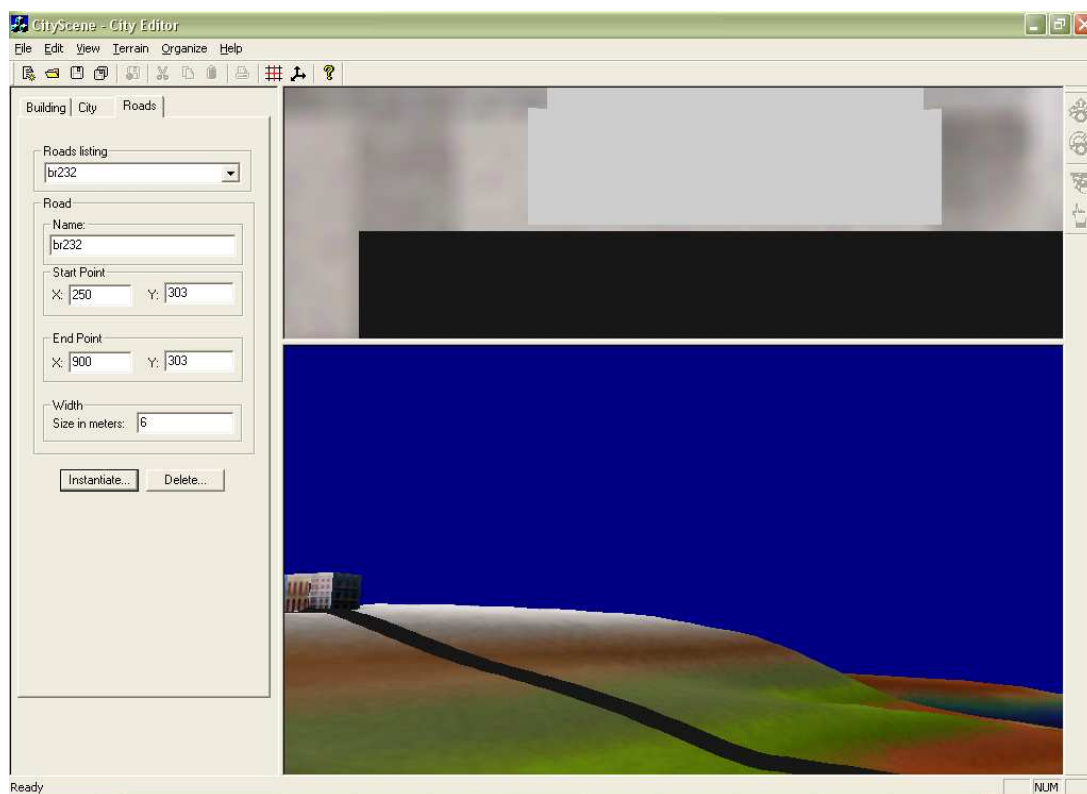 CityScene - City Editor
File Edit View Terrain Organize Help
Building City Roads
Roads listing
br232
Road
Name:
br232
Start Point
X: 250 Y: 303
End Point
X: 900 Y: 303
Width
Size in meters: 6
Instantiate... Delete...
Ready NUM